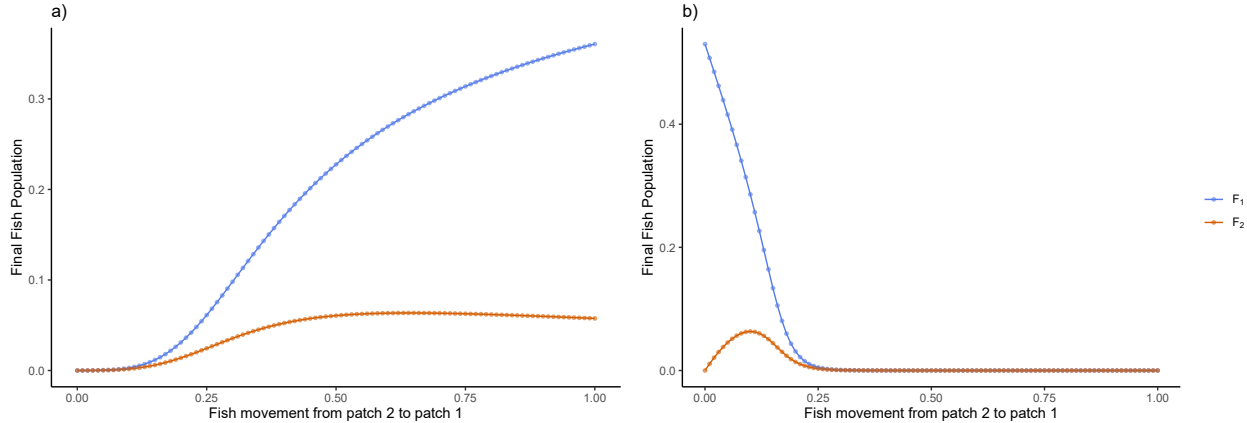 a)
Final Fish Population
0.3
0.2
0.1
0.0
0.00 0.25 0.50 0.75 1.00
Fish movement from patch 2 to patch 1
b)
Final Fish Population
0.4
0.2
0.0
0.00 0.25 0.50 0.75 1.00
Fish movement from patch 2 to patch 1
F₁
F₂